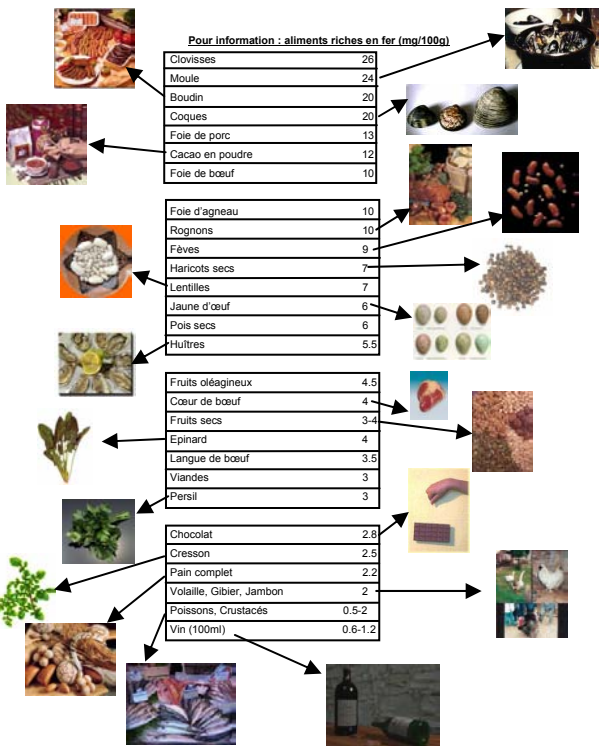 Pour information : aliments riches en fer (mg/100g)
Clovisses 26
Moule 24
Boudin 20
Coques 20
Foie de porc 13
Cacao en poudre 12
Foie de bœuf 10
Foie d'agneau 10
Rognons 10
Fèves 9
Haricots secs 7
Lentilles 7
Jaune d'œuf 6
Pois secs 6
Huîtres 5.5
Fruits oléagineux 4.5
Cœur de bœuf 4
Fruits secs 3-4
Epinard 4
Langue de bœuf 3.5
Viandes 3
Persil 3
Chocolat 2.8
Cresson 2.5
Pain complet 2.2
Volaille, Gibier, Jambon 2
Poissons, Crustacés 0.5-2
Vin (100ml) 0.6-1.2